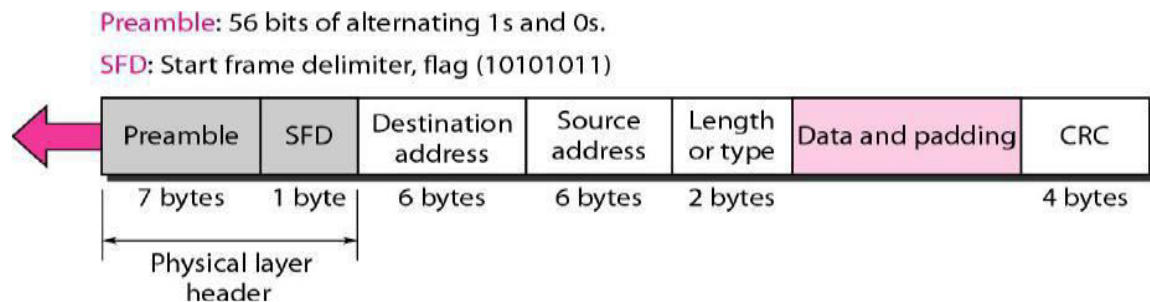 Preamble: 56 bits of alternating 1s and 0s.
SFD: Start frame delimiter, flag (10101011)
Preamble
SFD
Destination
address
Source
address
Length
or type
Data and padding
CRC
7 bytes
1 byte
6 bytes
6 bytes
2 bytes
4 bytes
Physical layer
header